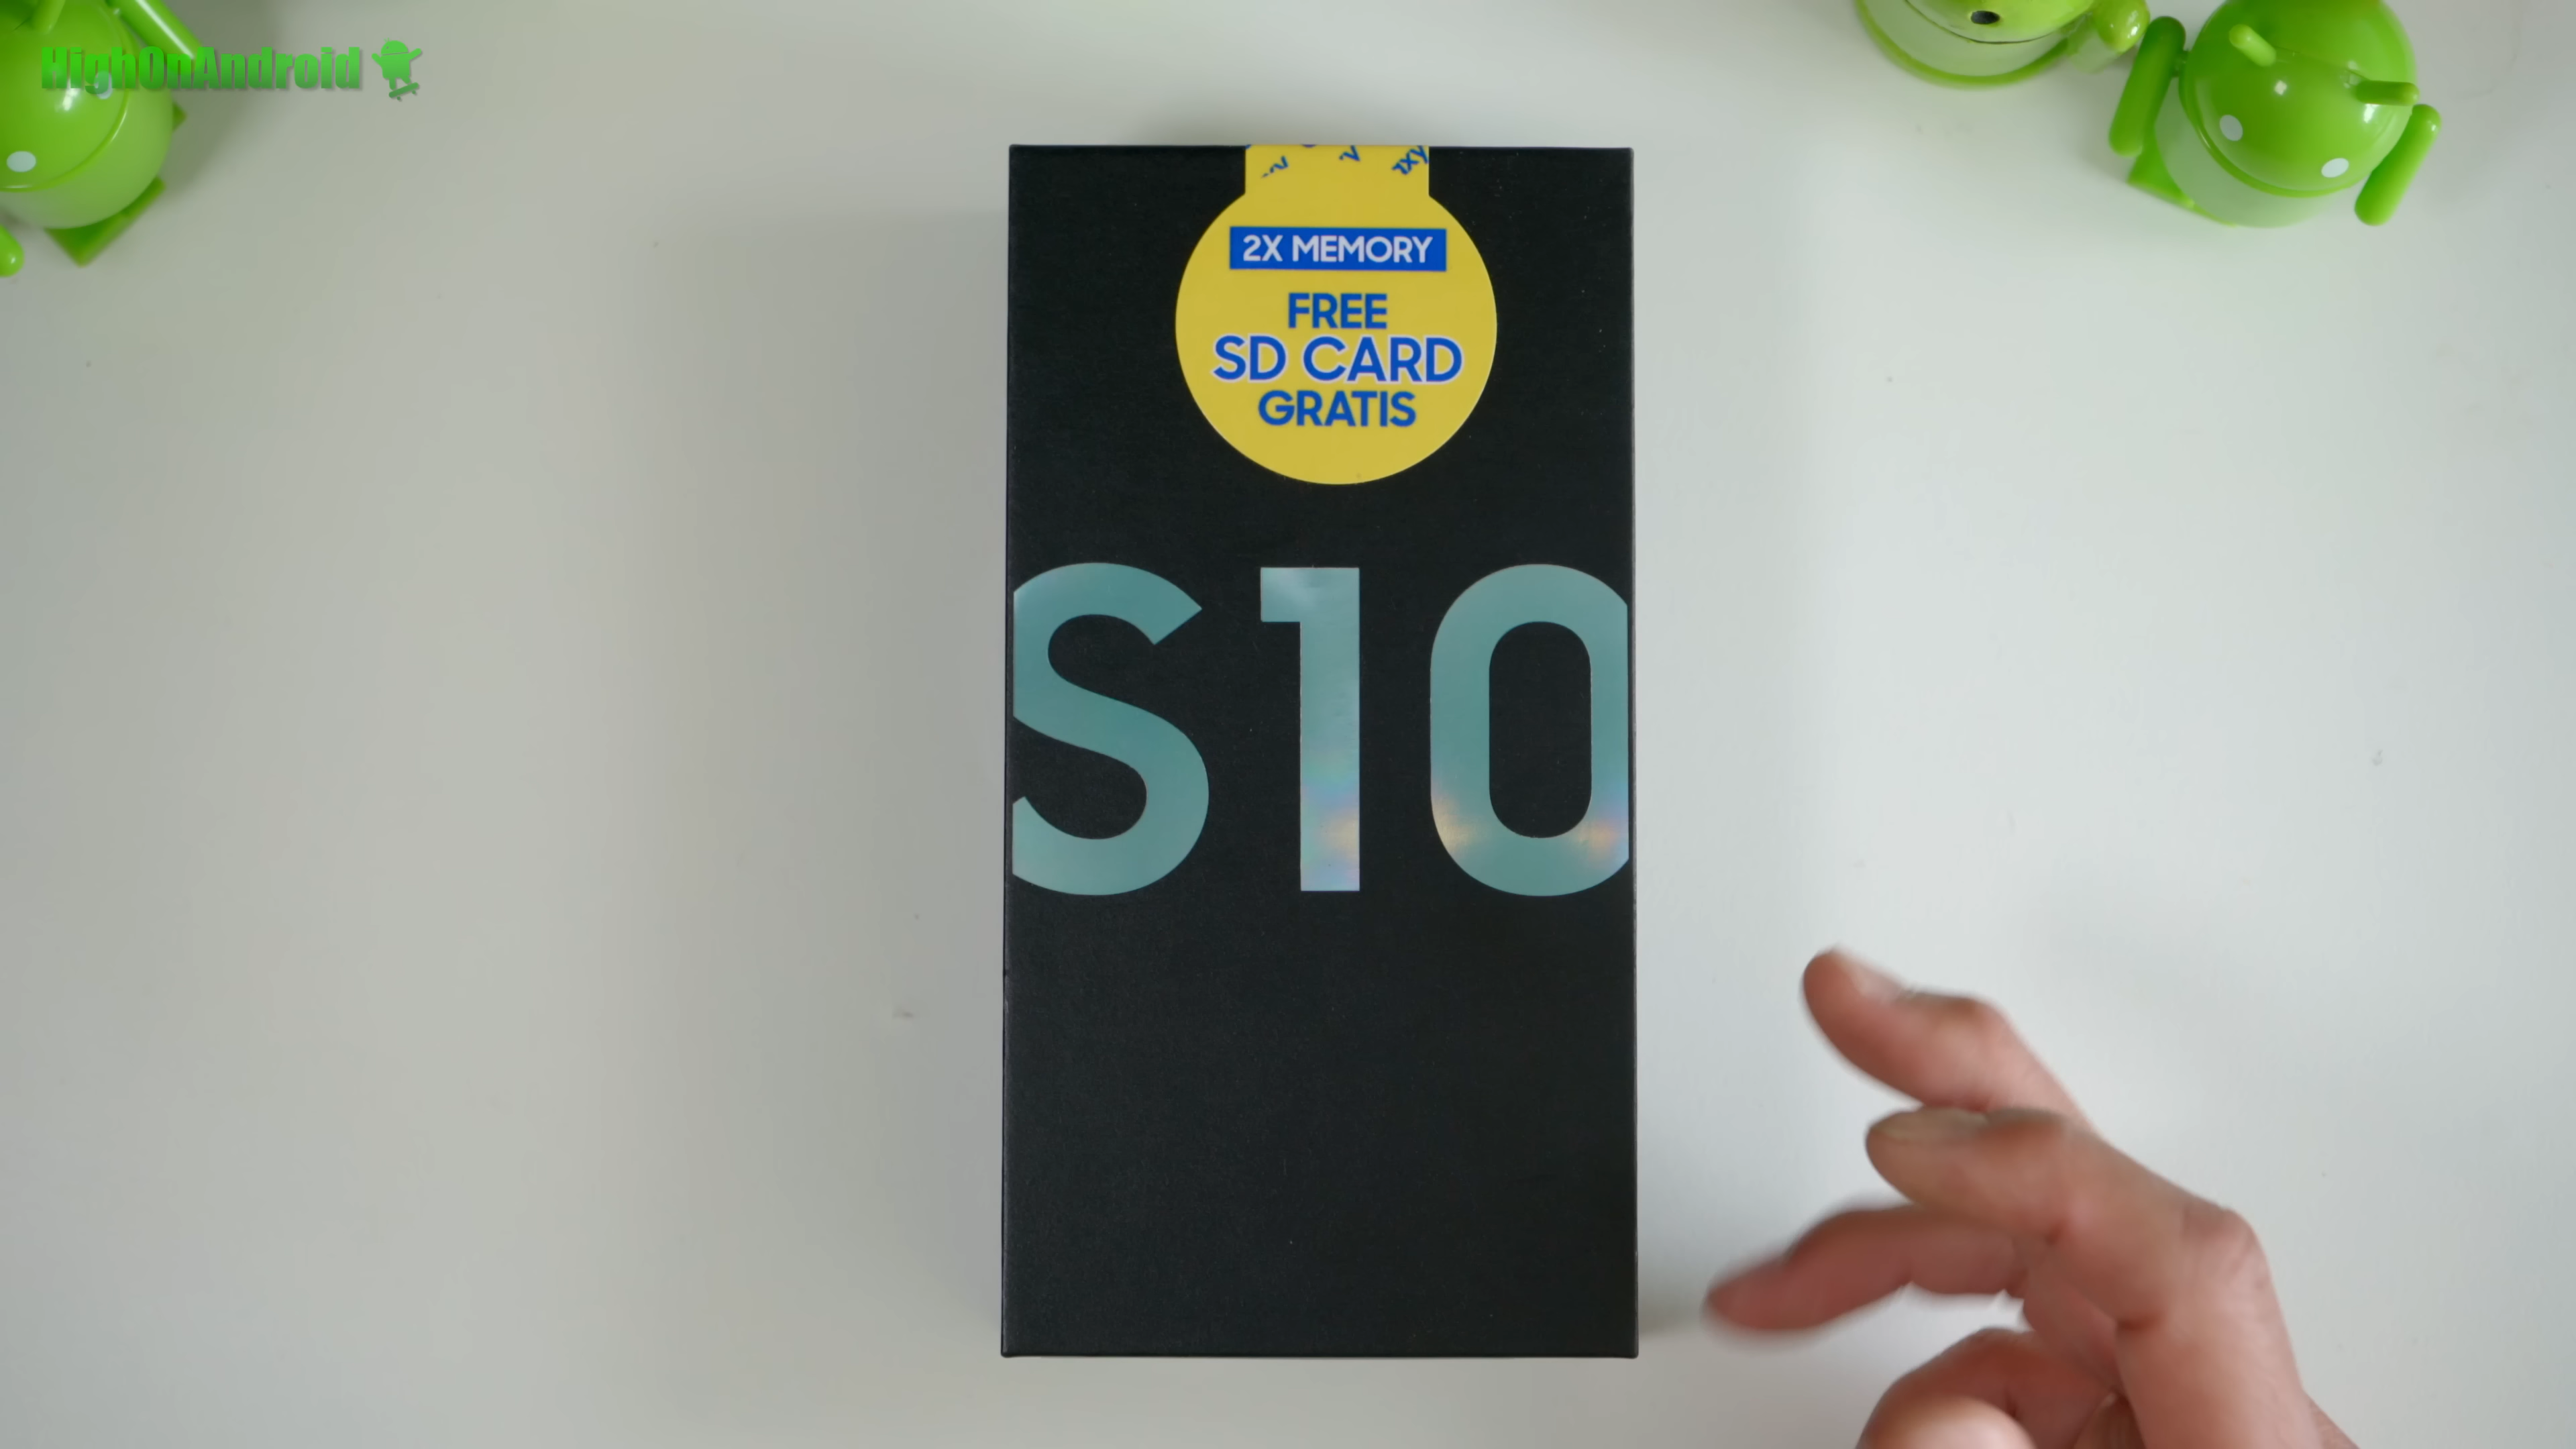 HighOnAndroid
2X MEMORY
FREE
SD CARD
GRATIS
S10